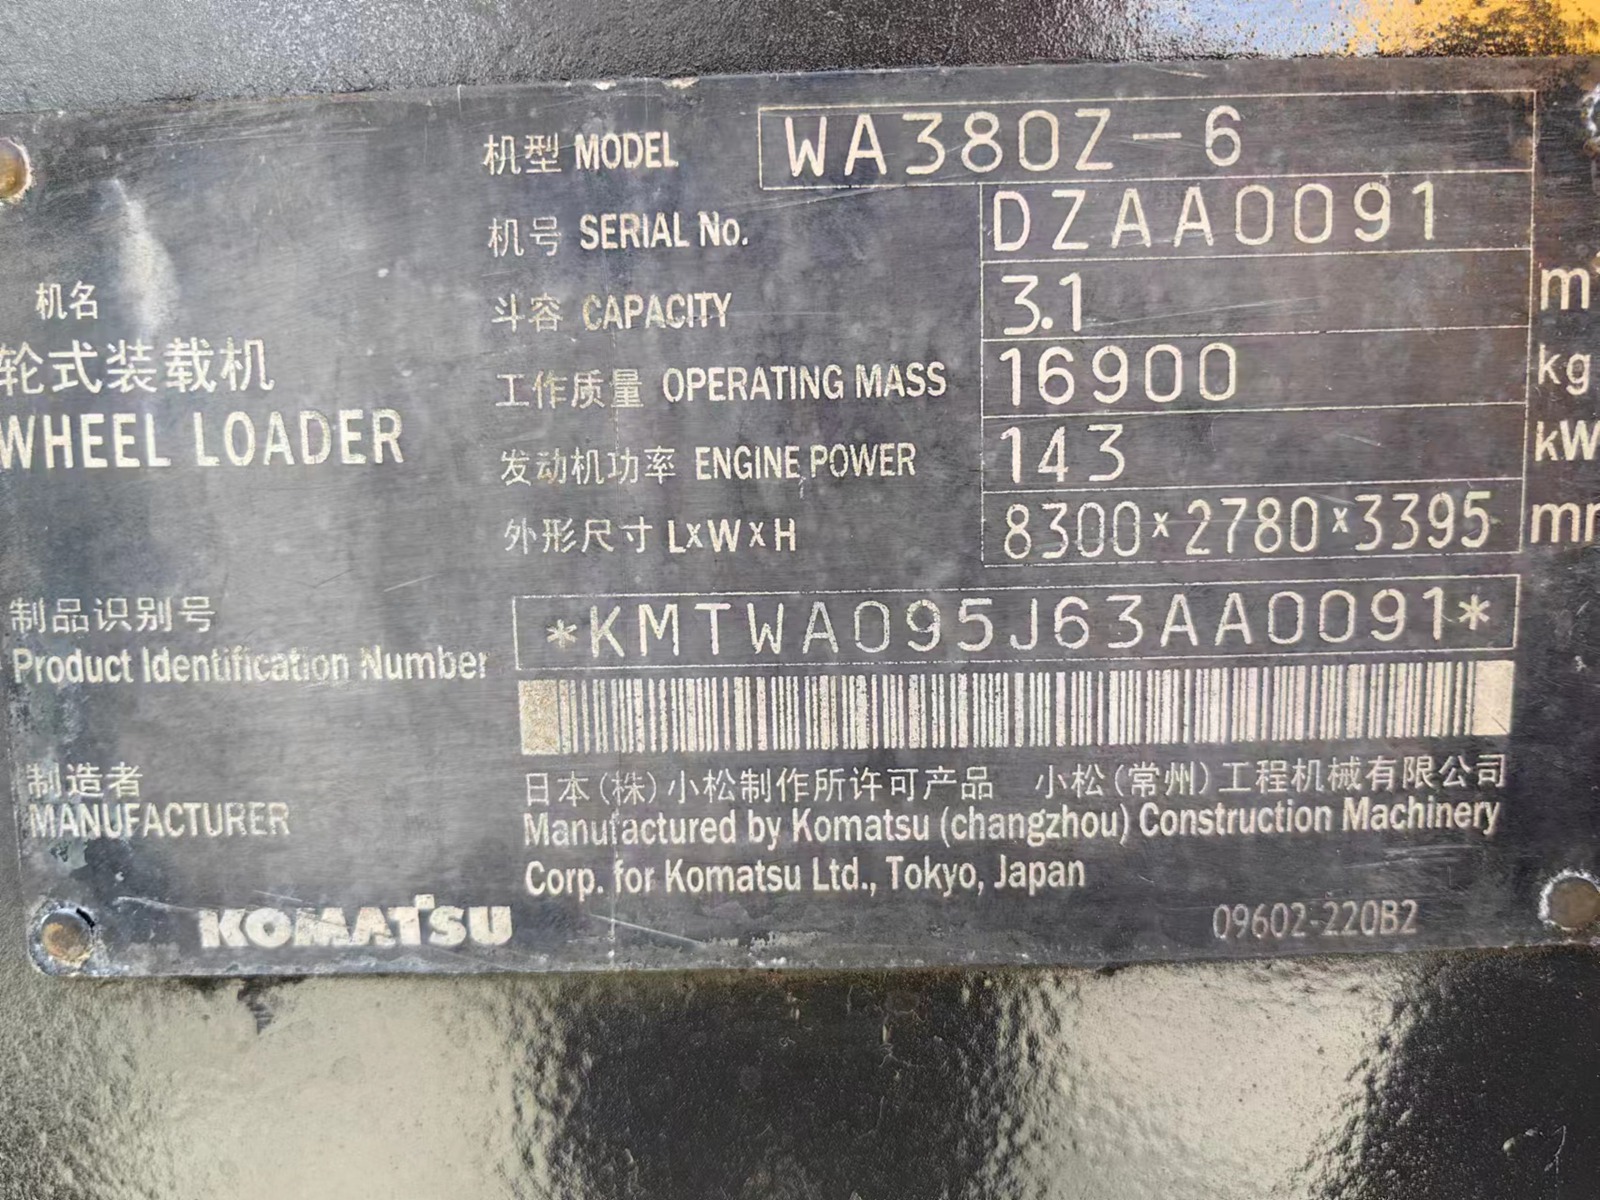 机型 MODEL WA380Z-6
机号 SERIAL No. DZAA0091
斗容 CAPACITY 3.1 m
工作质量 OPERATING MASS 16900 kg
发动机功率 ENGINE POWER 143 kW
外形尺寸 L×W×H 8300×2780×3395
机名
轮式装载机
WHEEL LOADER
制品识别号
Product Identification Number
*KMTWA095J63AA0091*
制造者
MANUFACTURER
日本(株)小松制作所许可产品 小松(常州)工程机械有限公司
Manufactured by Komatsu (changzhou) Construction Machinery
Corp. for Komatsu Ltd., Tokyo, Japan
KOMATSU
09602-220B2